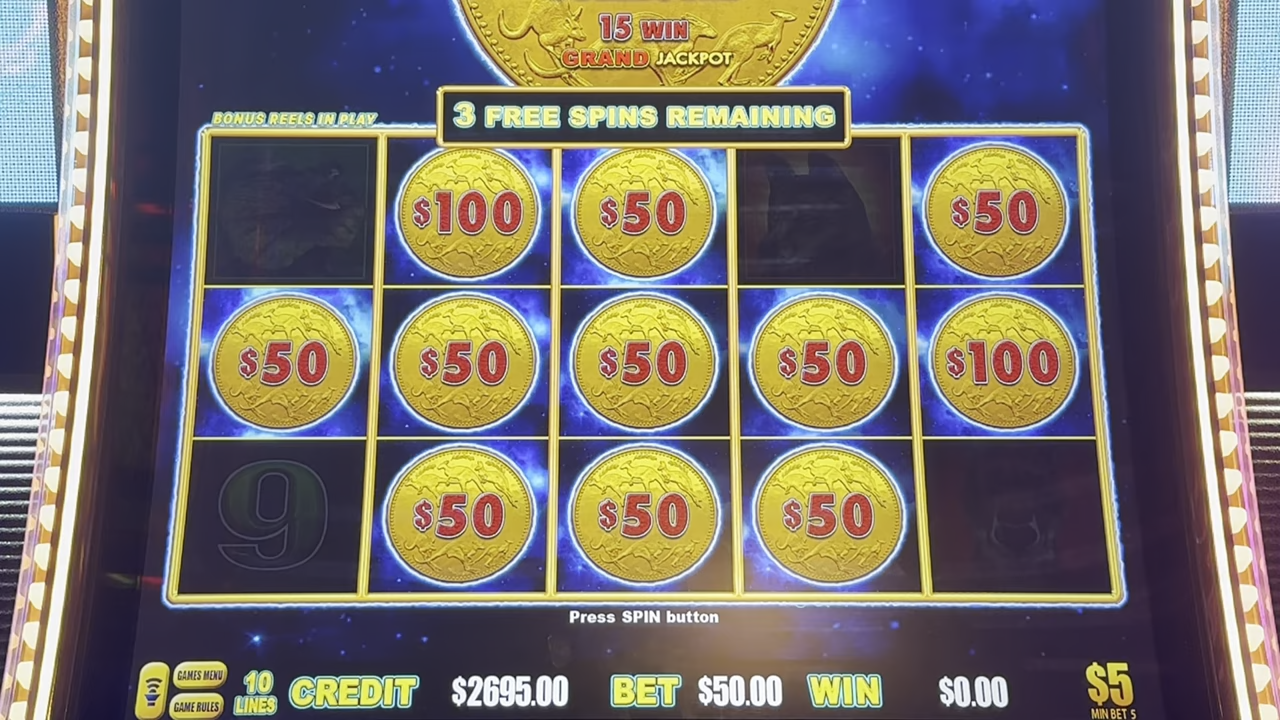 15 WIN
GRAND JACKPOT
BONUS REELS IN PLAY
3 FREE SPINS REMAINING
$100 $50 $50
$50 $50 $50 $50 $100
9 $50 $50 $50
Press SPIN button
GAMES MENU
GAME RULES
10 LINES
CREDIT $2695.00 BET $50.00 WIN $0.00
$5
MIN BET 5